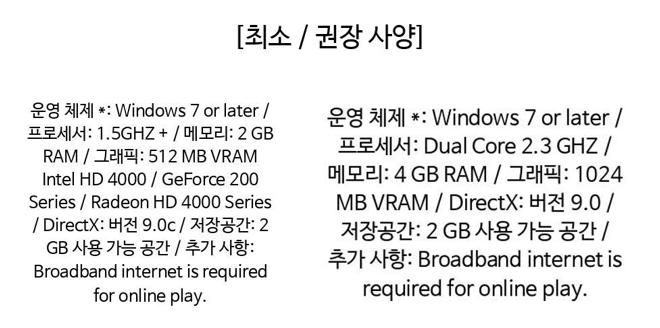 [최소 / 권장 사양]
운영 체제 *: Windows 7 or later /
프로세서: 1.5GHZ + / 메모리: 2 GB
RAM / 그래픽: 512 MB VRAM
Intel HD 4000 / GeForce 200
Series / Radeon HD 4000 Series
/ DirectX: 버전 9.0c / 저장공간: 2
GB 사용 가능 공간 / 추가 사항:
Broadband internet is required
for online play.
운영 체제 *: Windows 7 or later /
프로세서: Dual Core 2.3 GHZ /
메모리: 4 GB RAM / 그래픽: 1024
MB VRAM / DirectX: 버전 9.0 /
저장공간: 2 GB 사용 가능 공간 /
추가 사항: Broadband internet is
required for online play.